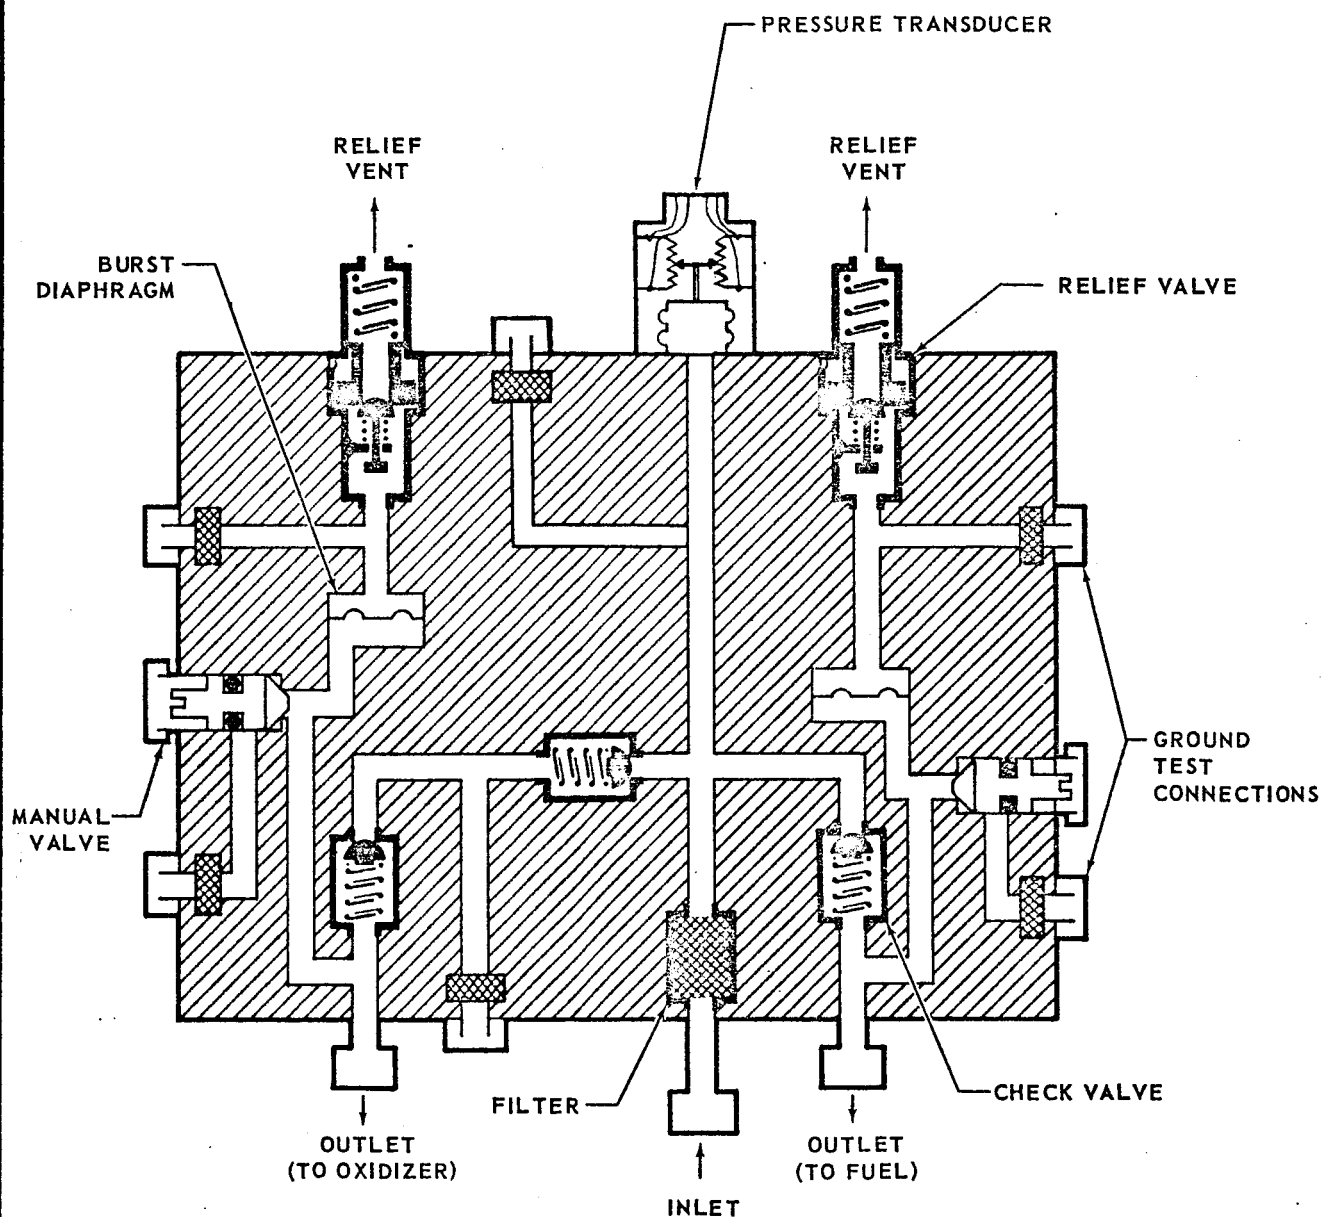 PRESSURE TRANSDUCER
RELIEF
VENT
RELIEF
VENT
BURST
DIAPHRAGM
RELIEF VALVE
GROUND
TEST
CONNECTIONS
MANUAL
VALVE
FILTER
CHECK VALVE
OUTLET
(TO OXIDIZER)
OUTLET
(TO FUEL)
INLET